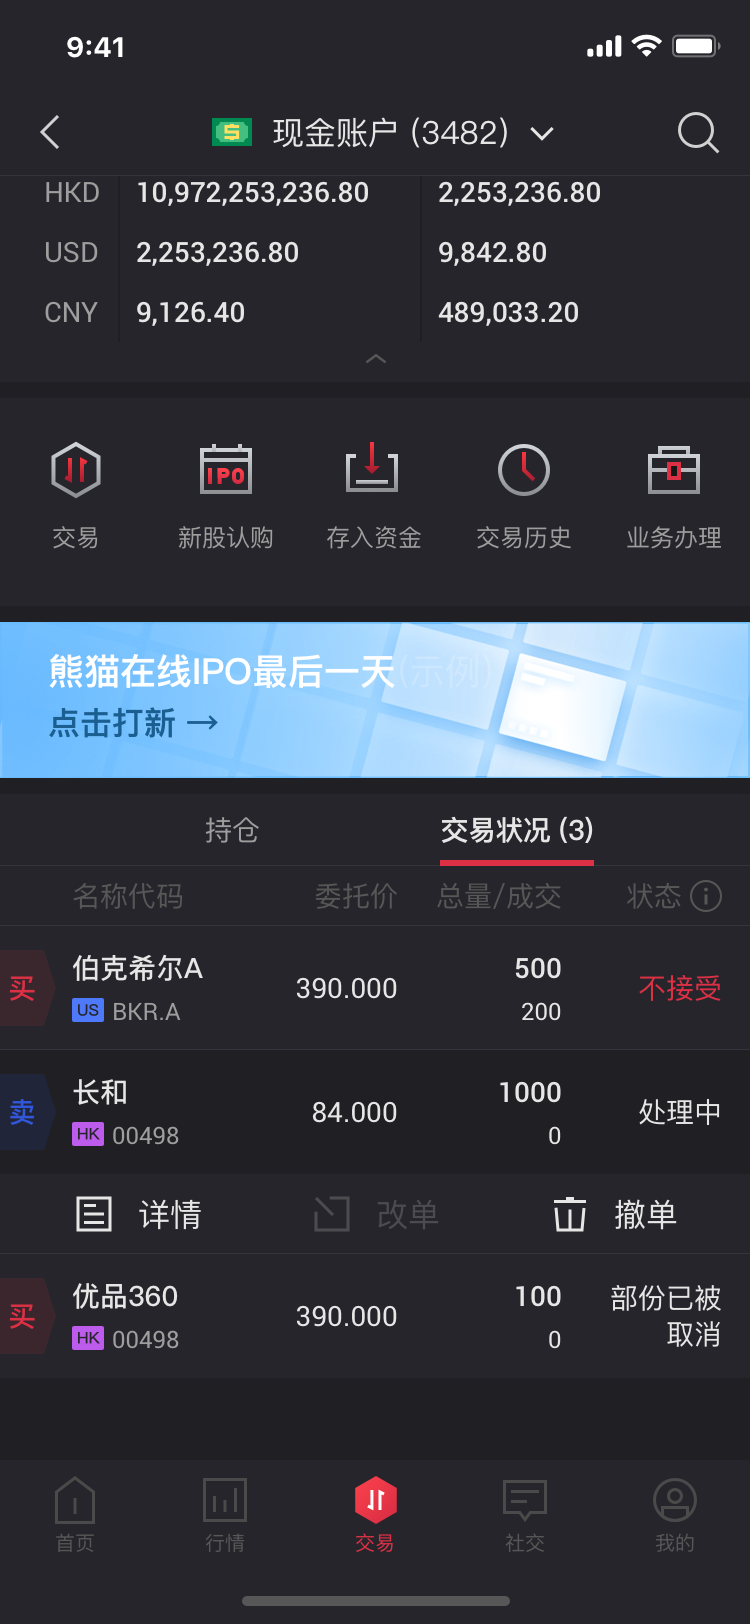 9:41
现金账户 (3482)
HKD 10,972,253,236.80 2,253,236.80
USD 2,253,236.80 9,842.80
CNY 9,126.40 489,033.20
IPO
交易 新股认购 存入资金 交易历史 业务办理
熊猫在线IPO最后一天(示例)
点击打新 →
持仓 交易状况 (3)
名称代码 委托价 总量/成交 状态
买 伯克希尔A 390.000 500 不接受
US BKR.A 200
卖 长和 84.000 1000 处理中
HK 00498 0
详情 改单 撤单
买 优品360 390.000 100 部份已被
取消
HK 00498 0
首页 行情 交易 社交 我的